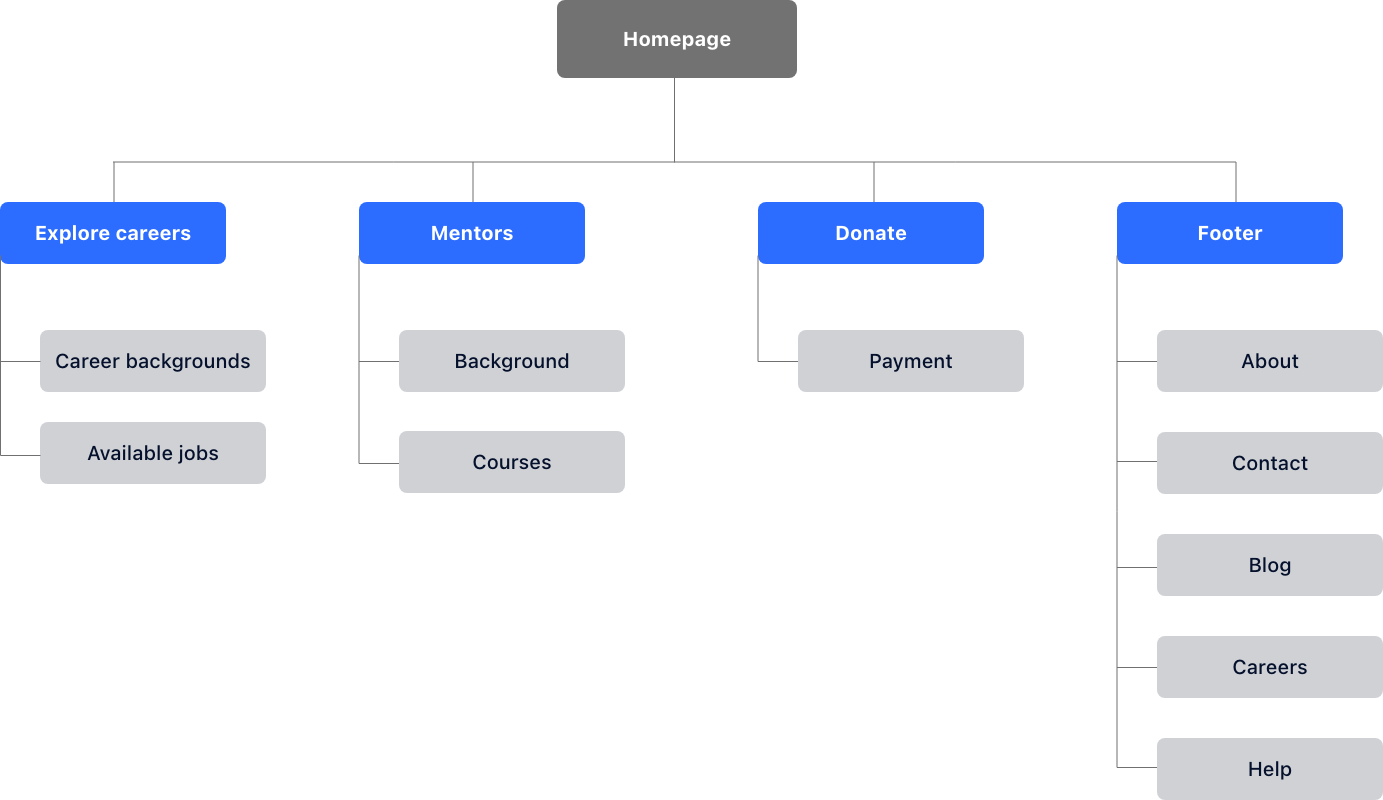 Homepage
Explore careers
Mentors
Donate
Footer
Career backgrounds
Background
Payment
About
Available jobs
Courses
Contact
Blog
Careers
Help